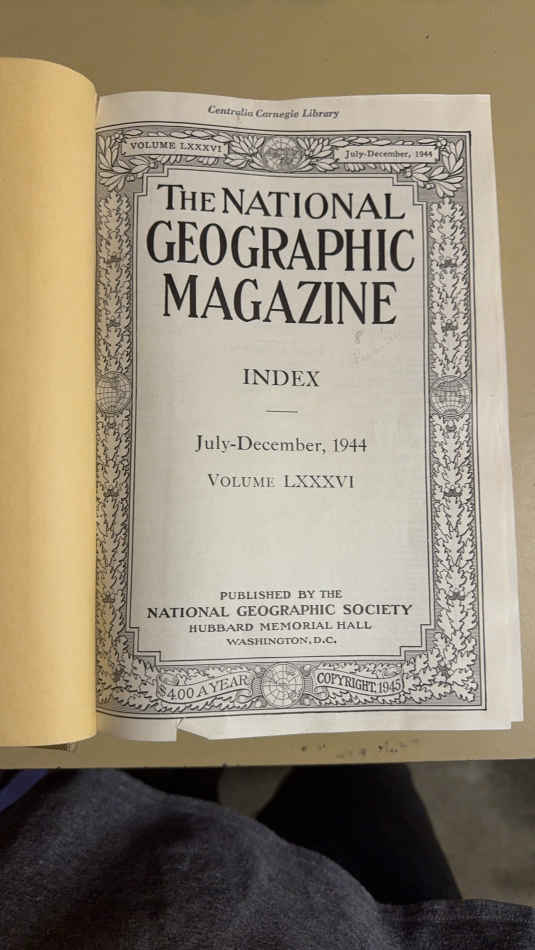 Centralia Carnegie Library
VOLUME LXXXVI
July-December, 1944
THE NATIONAL
GEOGRAPHIC
MAGAZINE
INDEX
July-December, 1944
VOLUME LXXXVI
PUBLISHED BY THE
NATIONAL GEOGRAPHIC SOCIETY
HUBBARD MEMORIAL HALL
WASHINGTON, D.C.
$4.00 A YEAR
COPYRIGHT, 1945